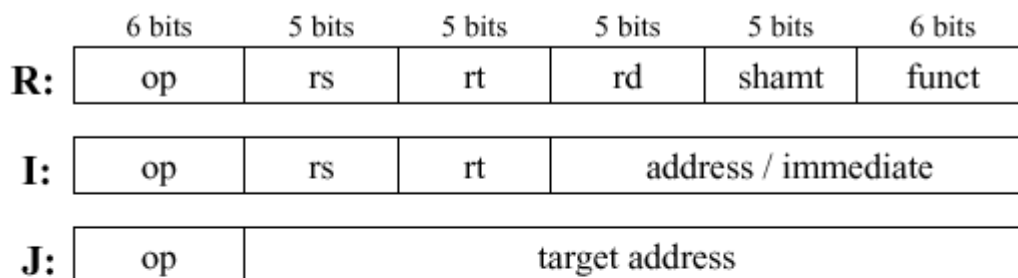 6 bits 5 bits 5 bits 5 bits 5 bits 6 bits
R: op rs rt rd shamt funct
I: op rs rt address / immediate
J: op target address